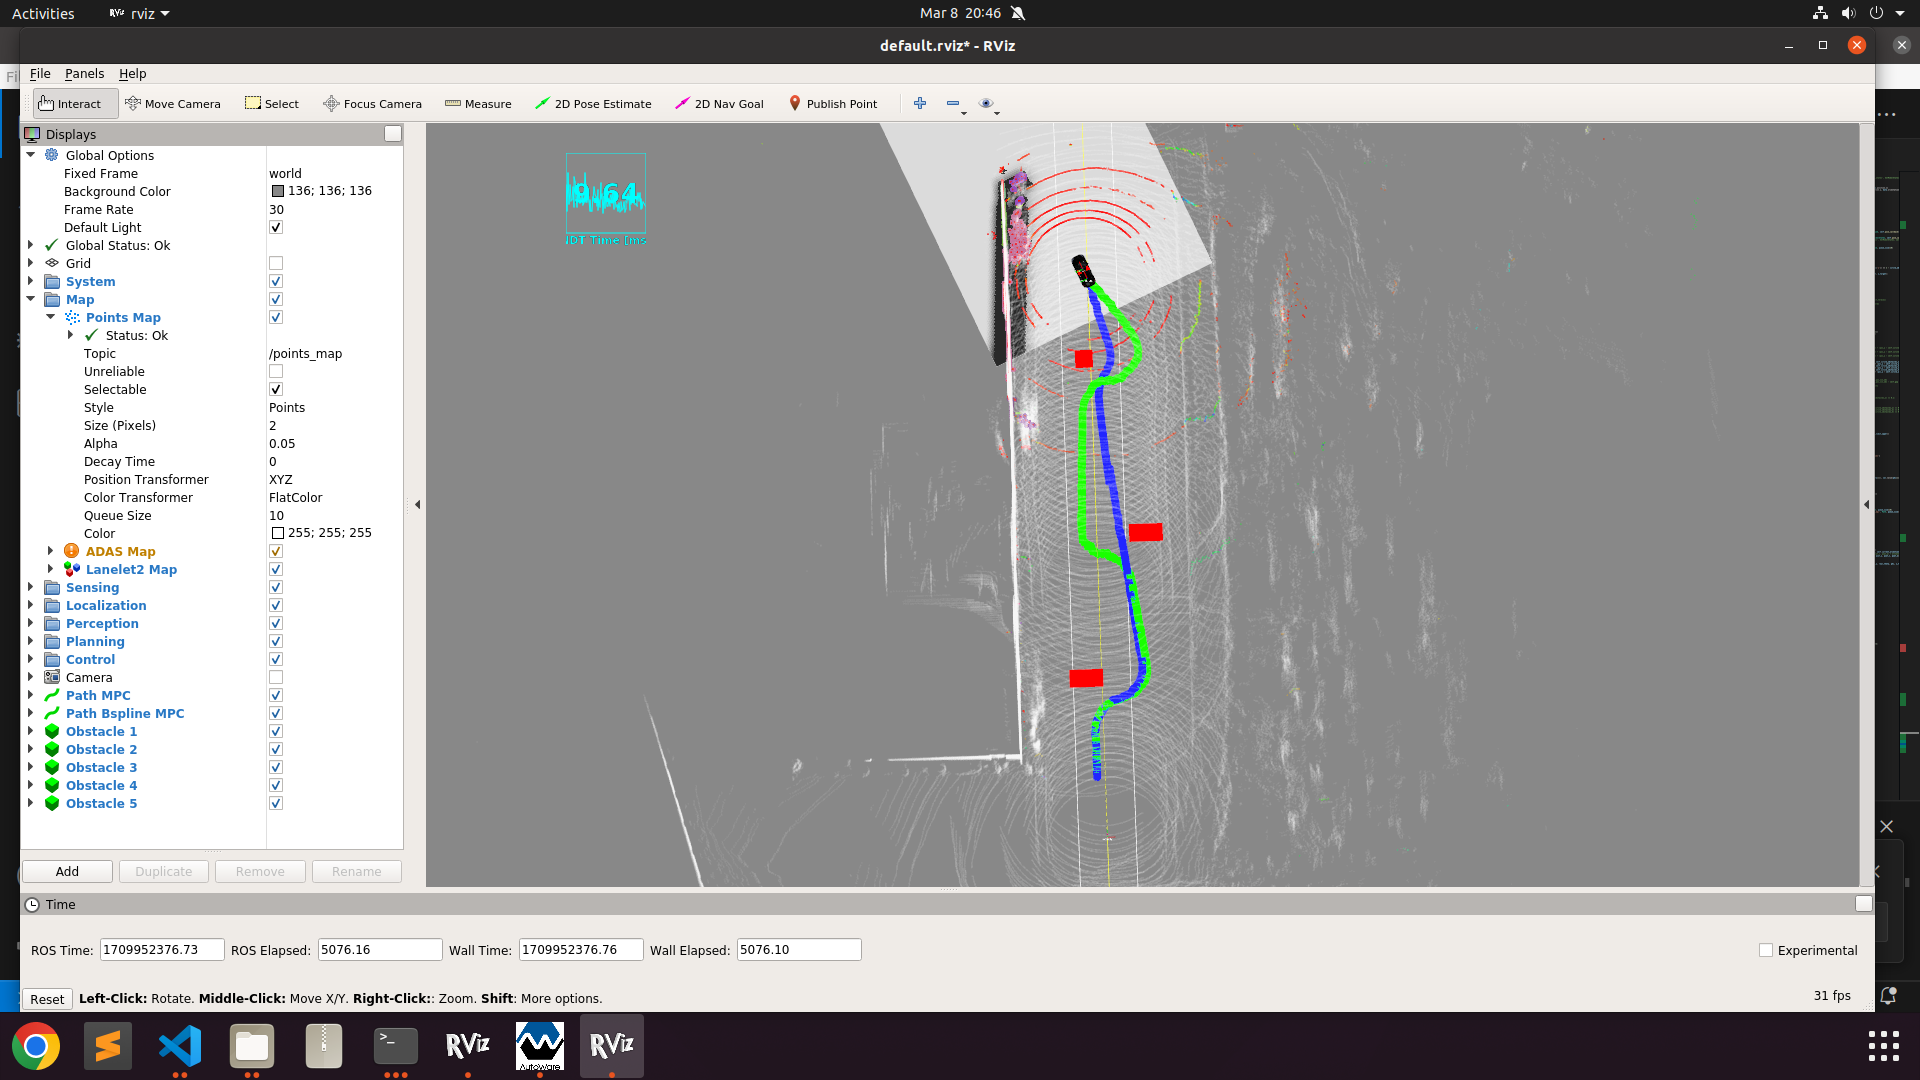 Activities
rviz
Mar 8 20:46
default.rviz* - RViz
File Panels Help
Interact Move Camera Select Focus Camera Measure 2D Pose Estimate 2D Nav Goal Publish Point
Displays
Global Options
Fixed Frame world
Background Color 136; 136; 136
Frame Rate 30
Default Light
Global Status: Ok
Grid
System
Map
Points Map
Status: Ok
Topic /points_map
Unreliable
Selectable
Style Points
Size (Pixels) 2
Alpha 0.05
Decay Time 0
Position Transformer XYZ
Color Transformer FlatColor
Queue Size 10
Color 255; 255; 255
ADAS Map
Lanelet2 Map
Sensing
Localization
Perception
Planning
Control
Camera
Path MPC
Path Bspline MPC
Obstacle 1
Obstacle 2
Obstacle 3
Obstacle 4
Obstacle 5
Add Duplicate Remove Rename
9.64
NDT Time [ms
Time
ROS Time: 1709952376.73 ROS Elapsed: 5076.16 Wall Time: 1709952376.76 Wall Elapsed: 5076.10 Experimental
Reset Left-Click: Rotate. Middle-Click: Move X/Y. Right-Click:: Zoom. Shift: More options. 31 fps
RViz
AutoWare
RViz